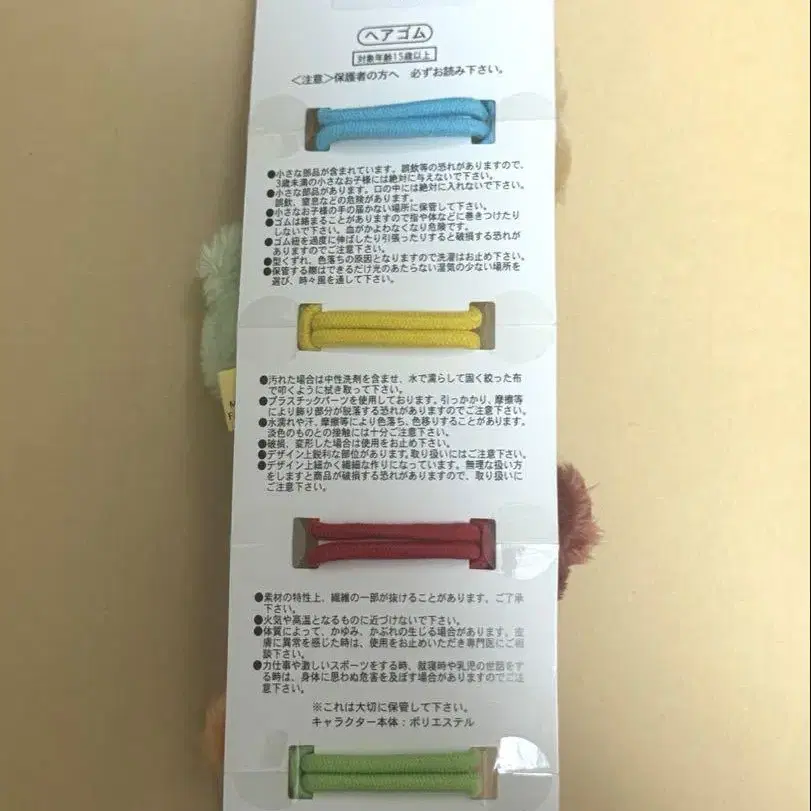 ヘアゴム
対象年齢15歳以上
<注意>保護者の方へ 必ずお読み下さい。
●小さな部品が含まれています。誤飲等の恐れがありますので、
3歳未満の小さなお子様には絶対に与えないで下さい。
●小さな部品があります。口の中には絶対に入れないで下さい。
誤飲、窒息などの危険があります。
●小さなお子様の手の届かない場所に保管して下さい。
●ゴムは絡まることがありますので指や体などに巻きつけたり
しないで下さい。血がかよわなくなり危険です。
●ゴム紐を過度に伸ばしたり引張ったりすると破損する恐れが
ありますのでご注意下さい。
●型くずれ、色落ちの原因となりますので洗濯はお止め下さい。
●保管する際はできるだけ光のあたらない湿気の少ない場所を
選び、時々風を通して下さい。
●汚れた場合は中性洗剤を含ませ、水で濡らして固く絞った布
で叩くように拭き取って下さい。
●プラスチックパーツを使用しております。引っかかり、摩擦等
により飾り部分が脱落する恐れがありますのでご注意下さい。
●水濡れや汗、摩擦等により色落ち、色移りすることがあります。
淡色のものとの接触には十分ご注意下さい。
●破損、変形した場合は使用をお止め下さい。
●デザイン上鋭利な部位があります。取り扱いにはご注意下さい。
●デザイン上細かく繊細な作りになっています。無理な扱い方
をしますと商品が破損する恐れがありますので、取り扱いに
ご注意下さい。
●素材の特性上、繊維の一部が抜けることがあります。ご了承
下さい。
●火気や高温となるものに近づけないで下さい。
●体質によって、かゆみ、かぶれの生じる場合があります。皮
膚に異常を感じた時は、使用をお止めいただき専門医にご相
談下さい。
●力仕事や激しいスポーツをする時、就寝時や乳児の世話をす
る時は、身体に思わぬ危害を及ぼす場合がありますのでご注
意下さい。
※これは大切に保管して下さい。
キャラクター本体:ポリエステル